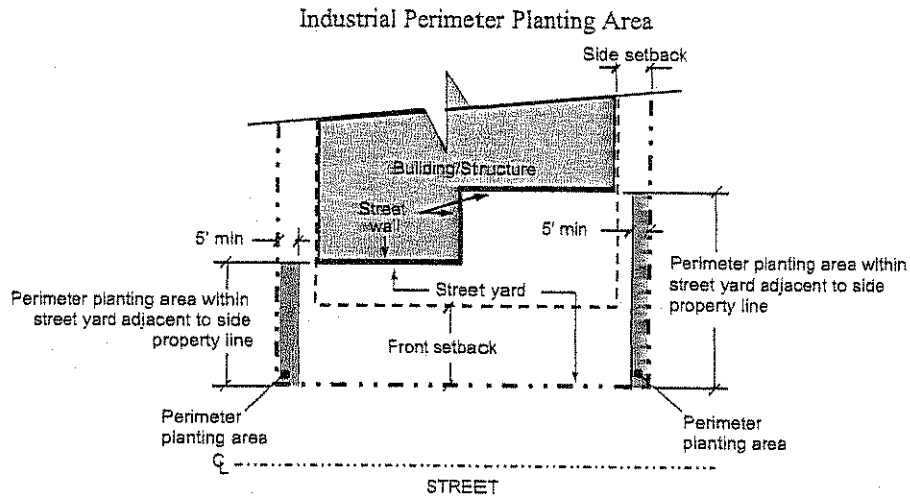 Industrial Perimeter Planting Area
Side setback
Building/Structure
Street
wall
5' min
5' min
Perimeter planting area within
street yard adjacent to side
property line
Street yard
Perimeter planting area within
street yard adjacent to side
property line
Front setback
Perimeter
planting area
Perimeter
planting area
℄
STREET